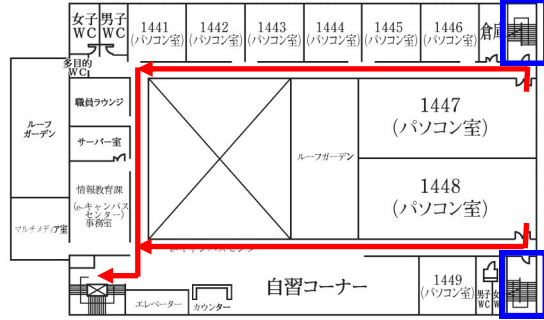 女子 男子
WC WC
1441
(パソコン室)
1442
(パソコン室)
1443
(パソコン室)
1444
(パソコン室)
1445
(パソコン室)
1446
(パソコン室)
倉庫
多目的
WC
職員ラウンジ
サーバー室
ルーフ
ガーデン
情報教育課
(e-キャンパス
センター)
事務室
マルチメディア室
ルーフガーデン
1447
(パソコン室)
1448
(パソコン室)
自習コーナー
1449
(パソコン室)
男子
WC
エレベーター
カウンター